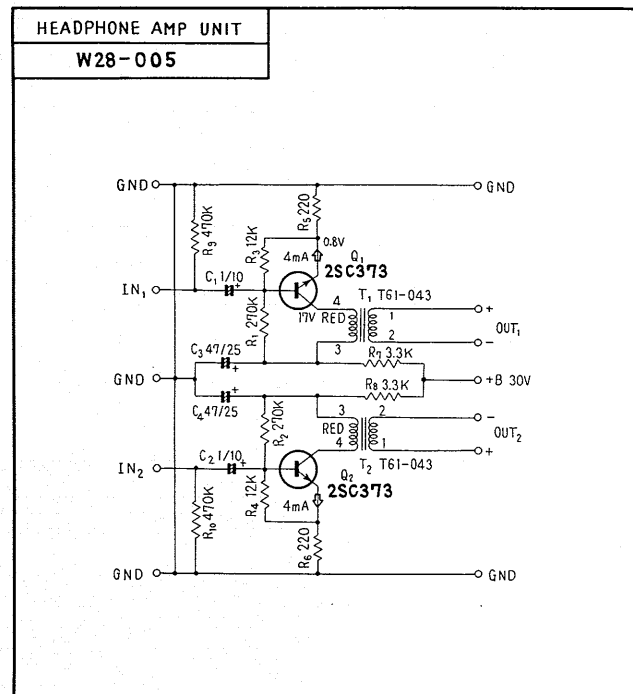 HEADPHONE AMP UNIT
W28-005
GND
GND
R9 470K
R5 220
R3 12K
0.8V
4mA
Q1
2SC373
IN1
C1 1/10
+
17V
4
RED
3
T1 T61-043
1
2
+
-
OUT1
R1 270K
C3 47/25
+
R7 3.3K
GND
+B 30V
R8 3.3K
C4 47/25
+
R2 270K
3
RED
4
2
1
-
+
OUT2
T2 T61-043
IN2
C2 1/10
+
Q2
2SC373
4mA
R4 12K
R10 470K
R6 220
GND
GND